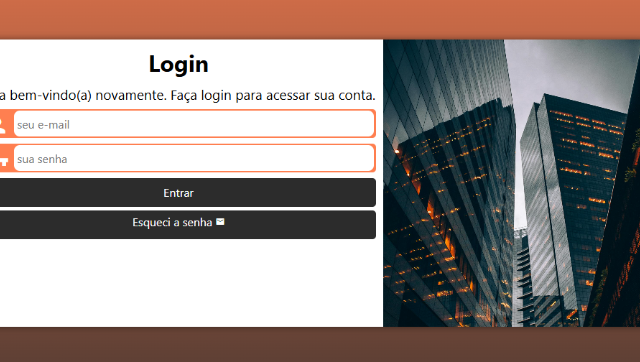 Login
a bem-vindo(a) novamente. Faça login para acessar sua conta.
seu e-mail
sua senha
Entrar
Esqueci a senha